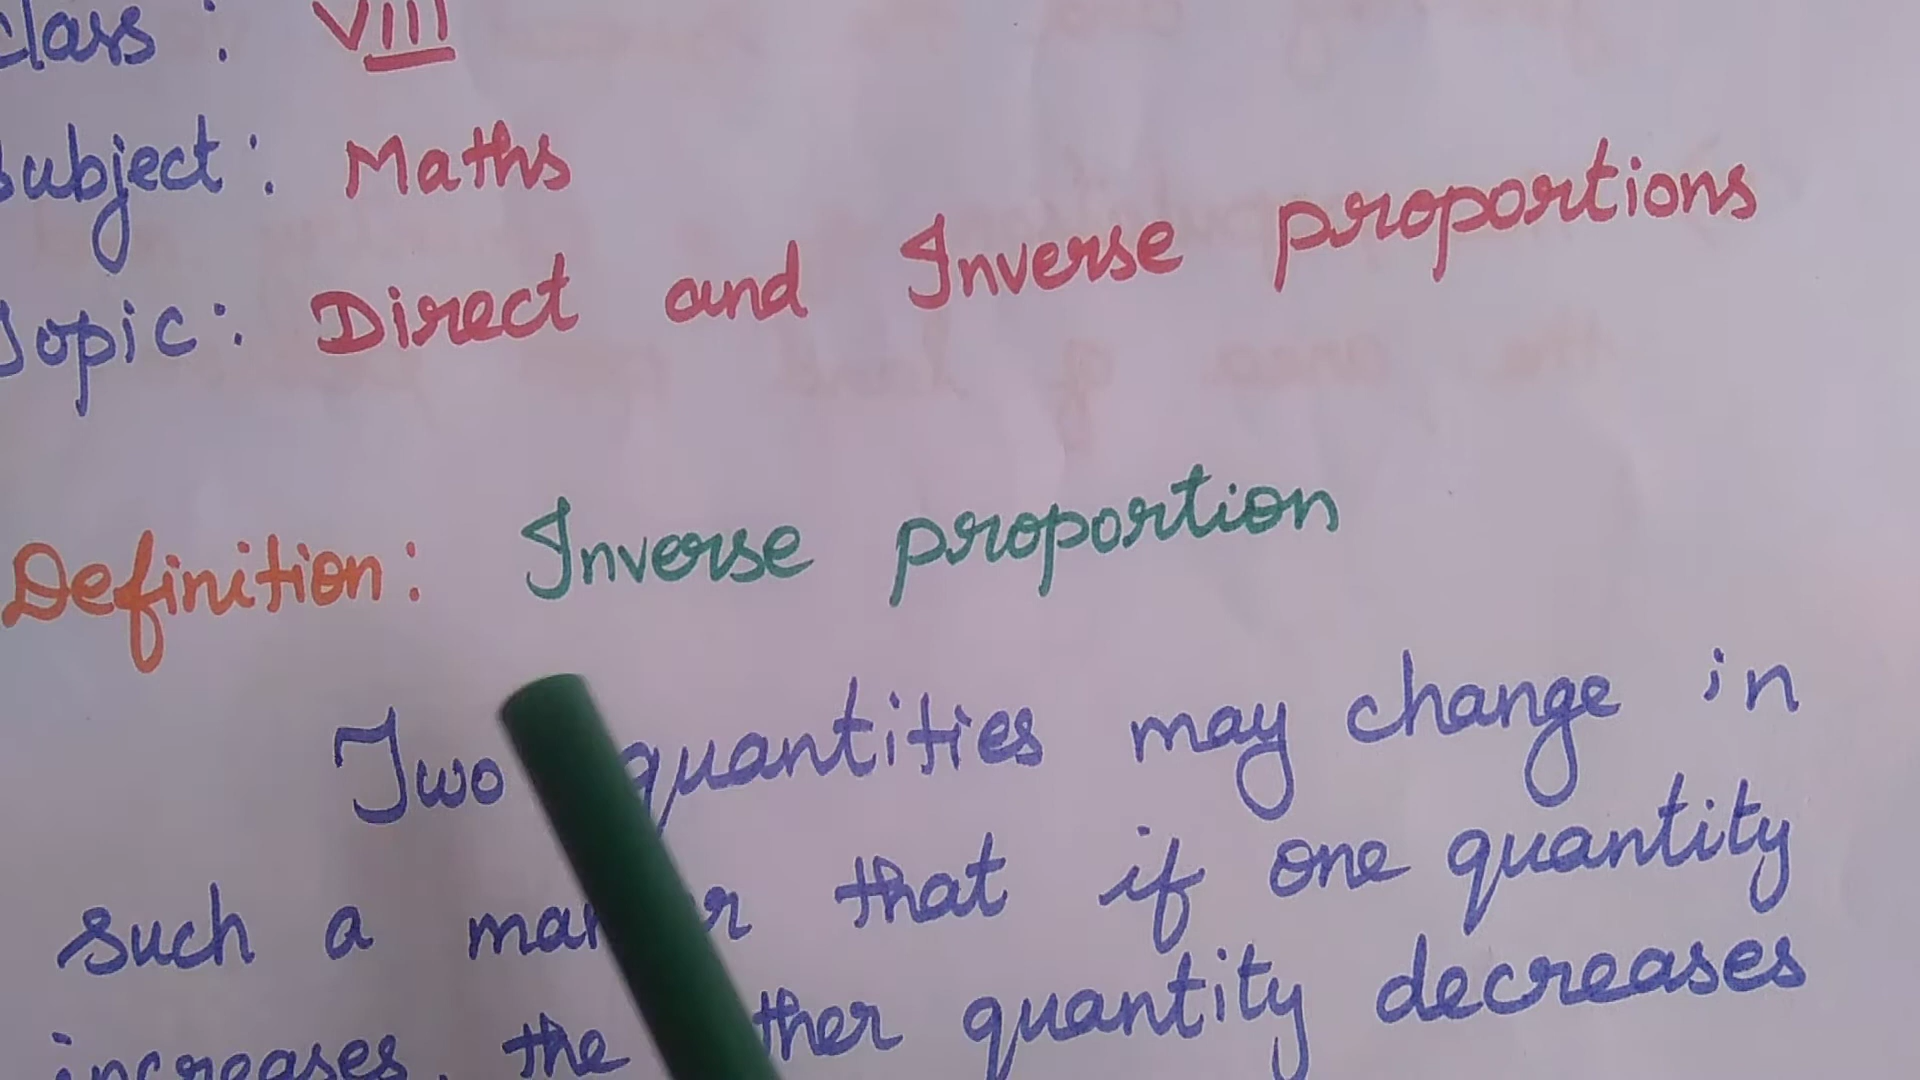 Class : VIII
Subject : Maths
Topic : Direct and Inverse proportions
Definition : Inverse proportion
Two quantities may change in
such a that if one quantity
increases, the quantity decreases